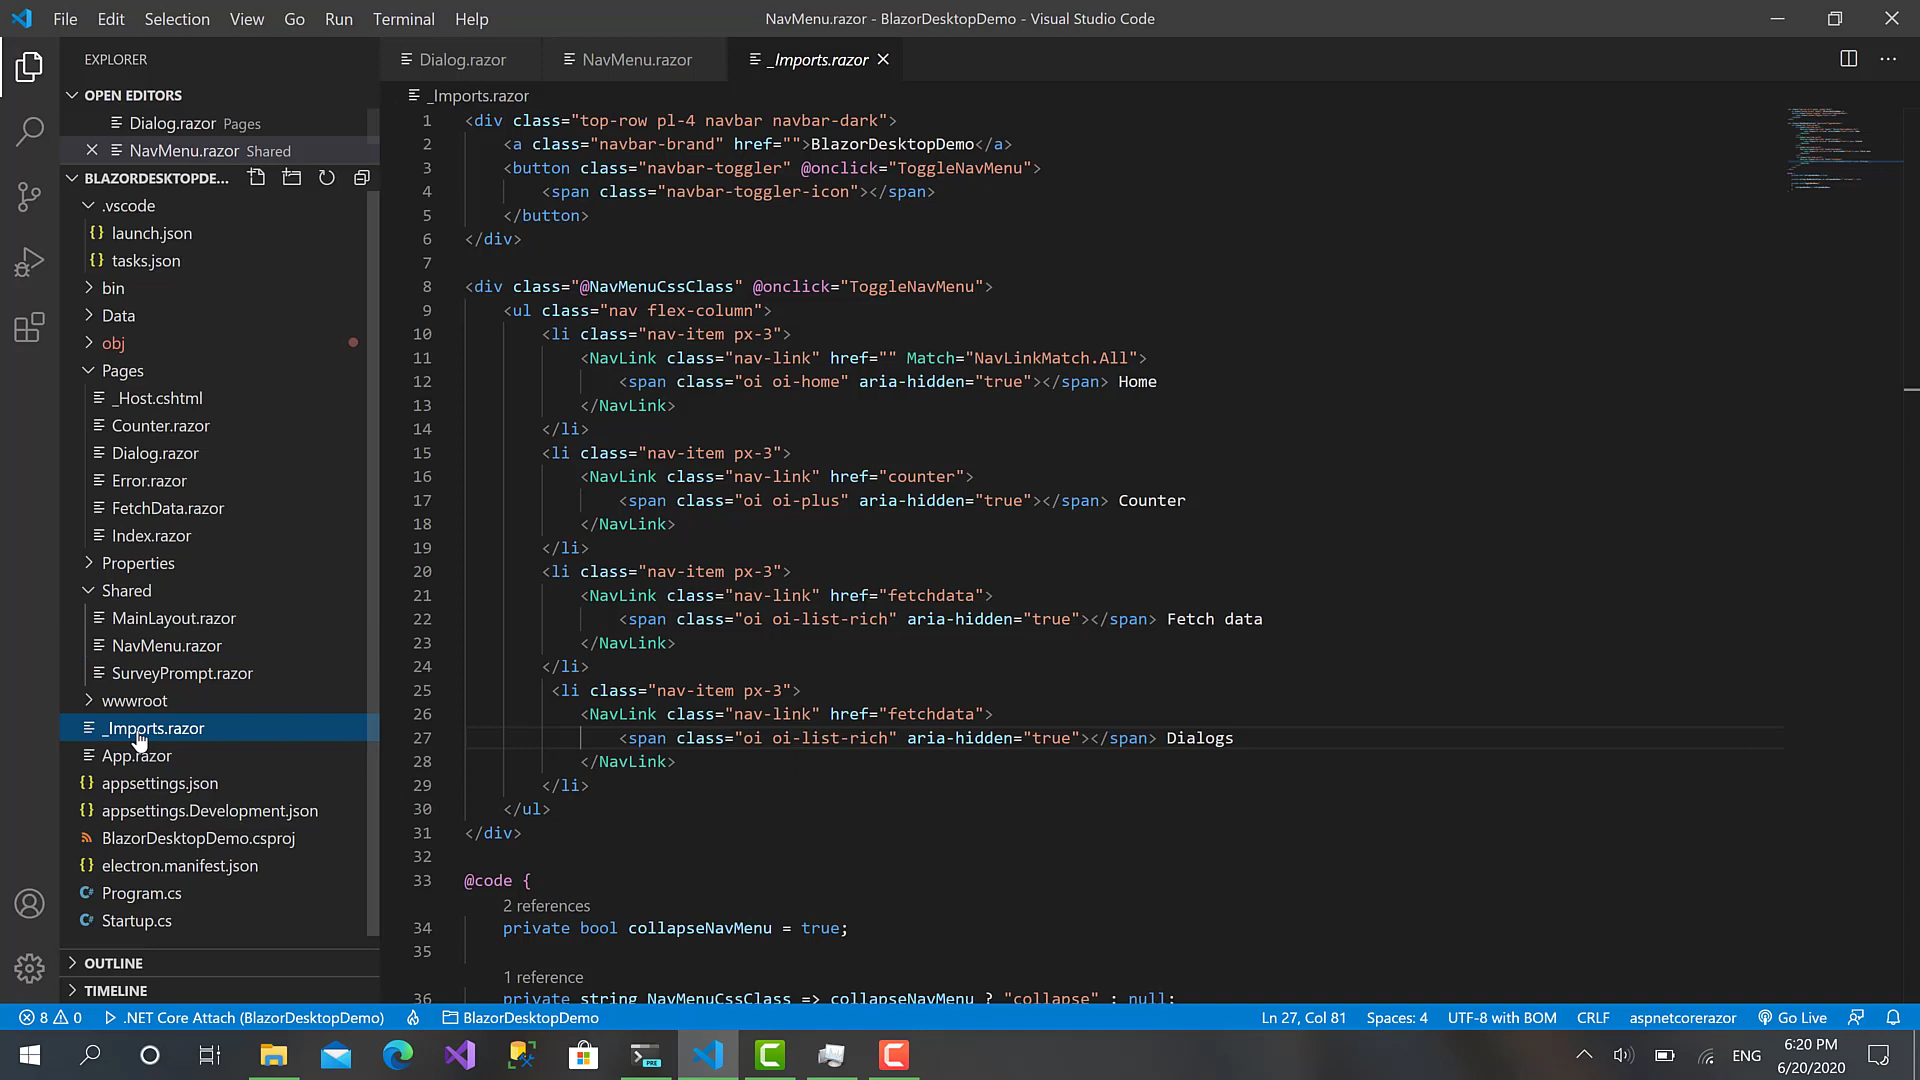 File Edit Selection View Go Run Terminal Help
NavMenu.razor - BlazorDesktopDemo - Visual Studio Code
EXPLORER
OPEN EDITORS
Dialog.razor Pages
NavMenu.razor Shared
BLAZORDESKTOPDE...
.vscode
launch.json
tasks.json
bin
Data
obj
Pages
_Host.cshtml
Counter.razor
Dialog.razor
Error.razor
FetchData.razor
Index.razor
Properties
Shared
MainLayout.razor
NavMenu.razor
SurveyPrompt.razor
wwwroot
_Imports.razor
App.razor
appsettings.json
appsettings.Development.json
BlazorDesktopDemo.csproj
electron.manifest.json
Program.cs
Startup.cs
OUTLINE
TIMELINE
Dialog.razor NavMenu.razor _Imports.razor
_Imports.razor
1 <div class="top-row pl-4 navbar navbar-dark">
2 <a class="navbar-brand" href="">BlazorDesktopDemo</a>
3 <button class="navbar-toggler" @onclick="ToggleNavMenu">
4 <span class="navbar-toggler-icon"></span>
5 </button>
6 </div>
7
8 <div class="@NavMenuCssClass" @onclick="ToggleNavMenu">
9 <ul class="nav flex-column">
10 <li class="nav-item px-3">
11 <NavLink class="nav-link" href="" Match="NavLinkMatch.All">
12 <span class="oi oi-home" aria-hidden="true"></span> Home
13 </NavLink>
14 </li>
15 <li class="nav-item px-3">
16 <NavLink class="nav-link" href="counter">
17 <span class="oi oi-plus" aria-hidden="true"></span> Counter
18 </NavLink>
19 </li>
20 <li class="nav-item px-3">
21 <NavLink class="nav-link" href="fetchdata">
22 <span class="oi oi-list-rich" aria-hidden="true"></span> Fetch data
23 </NavLink>
24 </li>
25 <li class="nav-item px-3">
26 <NavLink class="nav-link" href="fetchdata">
27 <span class="oi oi-list-rich" aria-hidden="true"></span> Dialogs
28 </NavLink>
29 </li>
30 </ul>
31 </div>
32
33 @code {
2 references
34 private bool collapseNavMenu = true;
35
1 reference
36 private string NavMenuCssClass => collapseNavMenu ? "collapse" : null;
8 0 .NET Core Attach (BlazorDesktopDemo) BlazorDesktopDemo Ln 27, Col 81 Spaces: 4 UTF-8 with BOM CRLF aspnetcorerazor Go Live
PRE
ENG
6:20 PM
6/20/2020